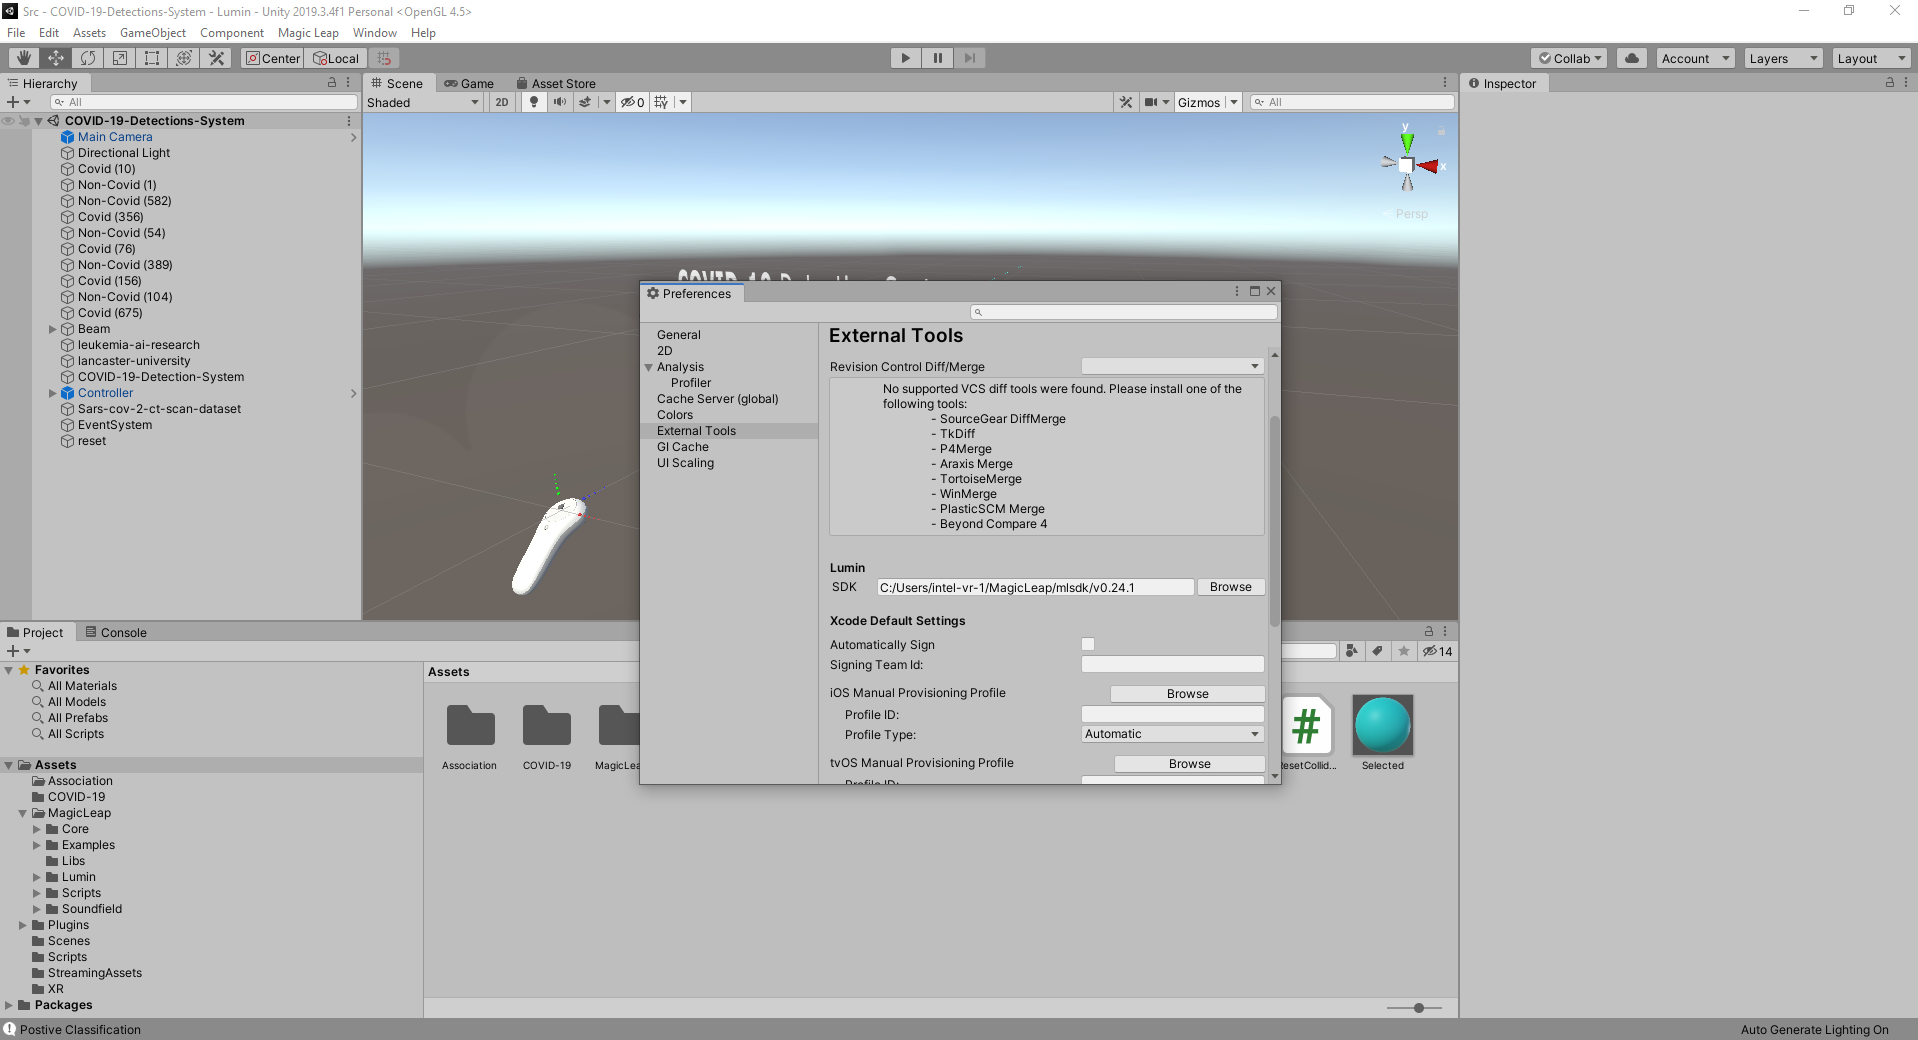 Src - COVID-19-Detections-System - Lumin - Unity 2019.3.4f1 Personal <OpenGL 4.5>
File Edit Assets GameObject Component Magic Leap Window Help
Center Local
Collab Account Layers Layout
Hierarchy
All
COVID-19-Detections-System
Main Camera
Directional Light
Covid (10)
Non-Covid (1)
Non-Covid (582)
Covid (356)
Non-Covid (54)
Covid (76)
Non-Covid (389)
Covid (156)
Non-Covid (104)
Covid (675)
Beam
leukemia-ai-research
lancaster-university
COVID-19-Detection-System
Controller
Sars-cov-2-ct-scan-dataset
EventSystem
reset
Scene Game Asset Store
Shaded 2D 0 Gizmos All
y
x
Persp
Inspector
Preferences
General
2D
Analysis
Profiler
Cache Server (global)
Colors
External Tools
GI Cache
UI Scaling
External Tools
Revision Control Diff/Merge
No supported VCS diff tools were found. Please install one of the
following tools:
- SourceGear DiffMerge
- TkDiff
- P4Merge
- Araxis Merge
- TortoiseMerge
- WinMerge
- PlasticSCM Merge
- Beyond Compare 4
Lumin
SDK C:/Users/intel-vr-1/MagicLeap/mlsdk/v0.24.1 Browse
Xcode Default Settings
Automatically Sign
Signing Team Id:
iOS Manual Provisioning Profile Browse
Profile ID:
Profile Type: Automatic
tvOS Manual Provisioning Profile Browse
Profile ID:
Project Console
14
Favorites
All Materials
All Models
All Prefabs
All Scripts
Assets
Association
COVID-19
MagicLeap
Core
Examples
Libs
Lumin
Scripts
Soundfield
Plugins
Scenes
Scripts
StreamingAssets
XR
Packages
Assets
Association COVID-19 MagicLea
esetCollid... Selected
Postive Classification
Auto Generate Lighting On